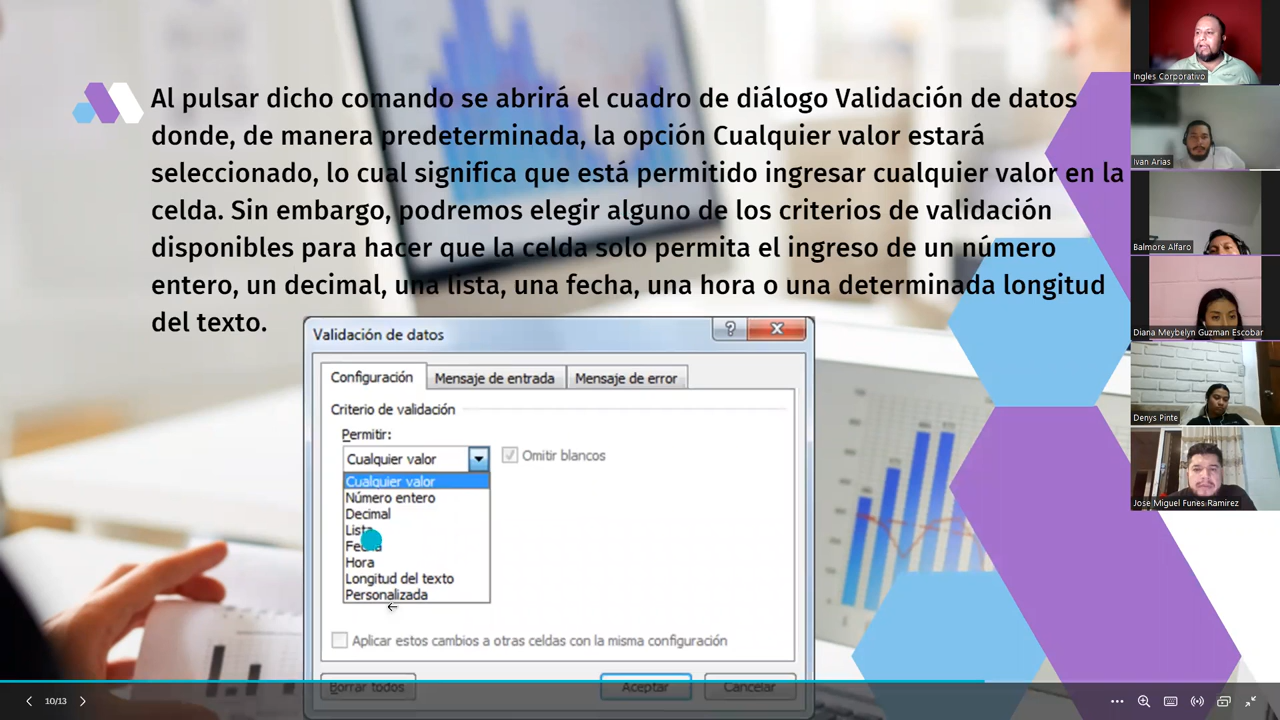 Al pulsar dicho comando se abrirá el cuadro de diálogo Validación de datos
donde, de manera predeterminada, la opción Cualquier valor estará
seleccionado, lo cual significa que está permitido ingresar cualquier valor en la
celda. Sin embargo, podremos elegir alguno de los criterios de validación
disponibles para hacer que la celda solo permita el ingreso de un número
entero, un decimal, una lista, una fecha, una hora o una determinada longitud
del texto.
Validación de datos
Configuración
Mensaje de entrada
Mensaje de error
Criterio de validación
Permitir:
Cualquier valor
Omitir blancos
Cualquier valor
Número entero
Decimal
Lista
Fecha
Hora
Longitud del texto
Personalizada
Aplicar estos cambios a otras celdas con la misma configuración
Borrar todos
Aceptar
Cancelar
10/13
Ingles Corporativo
Ivan Arias
Balmore Alfaro
Diana Meybelyn Guzman Escobar
Denys Pinte
Jose Miguel Funes Ramirez